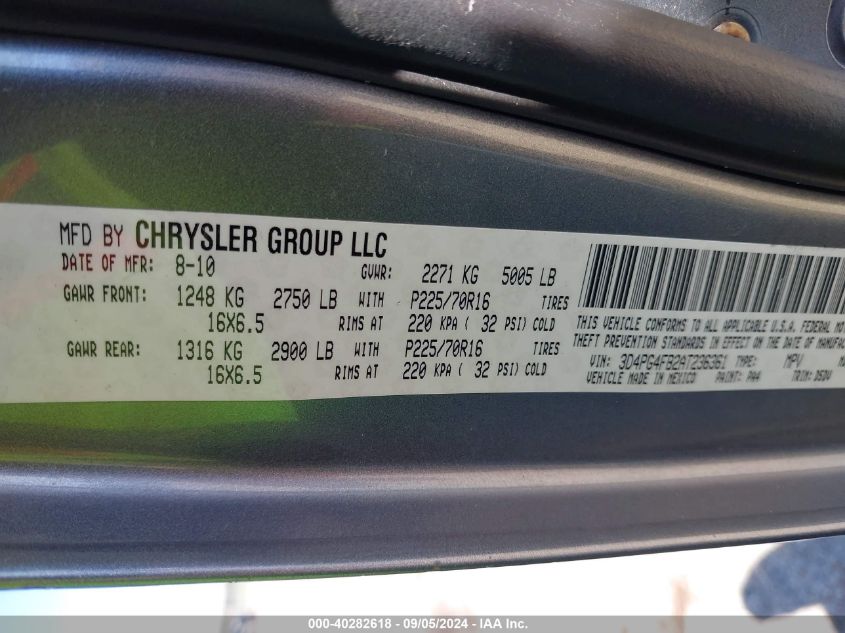 MFD BY CHRYSLER GROUP LLC
DATE OF MFR: 8-10 GVWR: 2271 KG 5005 LB
GAWR FRONT: 1248 KG 2750 LB WITH P225/70R16 TIRES
16X6.5 RIMS AT 220 KPA ( 32 PSI) COLD
GAWR REAR: 1316 KG 2900 LB WITH P225/70R16 TIRES
16X6.5 RIMS AT 220 KPA ( 32 PSI) COLD
THIS VEHICLE CONFORMS TO ALL APPLICABLE U.S.A. FEDERAL MO
THEFT PREVENTION STANDARDS IN EFFECT ON THE DATE OF MANUFAC
VIN: 3D4PG4FB2AT236361 TYPE: MPV
VEHICLE MADE IN MEXICO PAINT: PA4 TRIM: DSDV
000-40282618 - 09/05/2024 - IAA Inc.